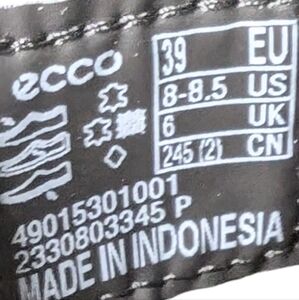 ecco
39 EU
8-8.5 US
6 UK
245 (2) CN
49015301001
2330803345 P
MADE IN INDONESIA